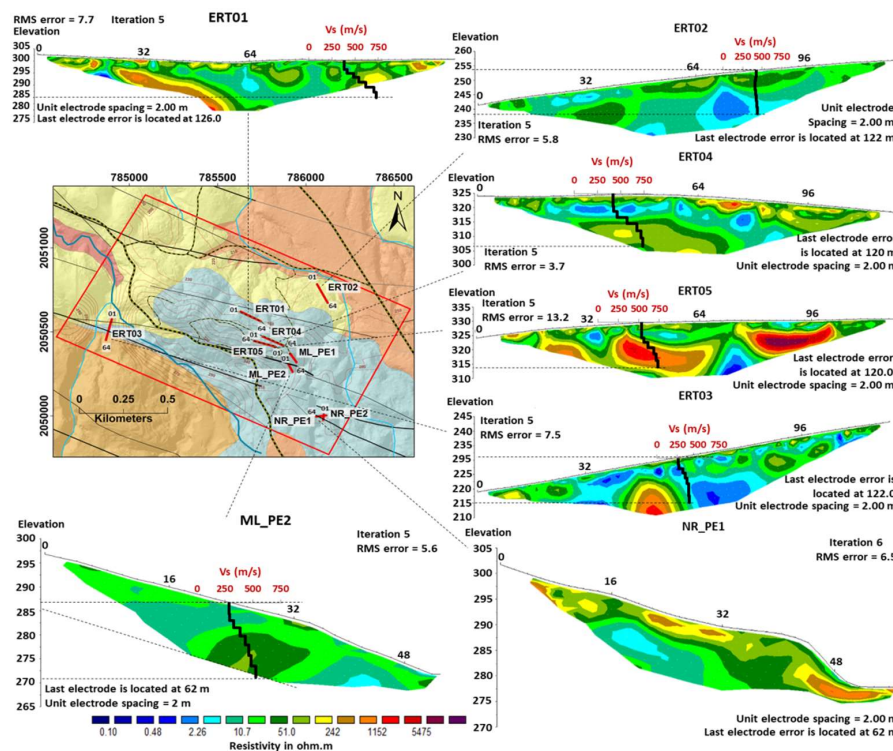 ERT01
RMS error = 7.7 Iteration 5
Elevation
Vs (m/s)
0 250 500 750
0 32 64
305
300
295
290
285
280
275
Unit electrode spacing = 2.00 m
Last electrode error is located at 126.0
ERT02
Elevation
Vs (m/s)
0 250 500 750
0 32 64 96
260
255
250
245
240
235
230
Iteration 5
RMS error = 5.8
Unit electrode
Spacing = 2.00 m
Last electrode error is located at 122 m
ERT04
Elevation
Vs (m/s)
0 250 500 750
0 64 96
325
320
315
310
305
300
Iteration 5
RMS error = 3.7
Last electrode error
is located at 120 m
Unit electrode spacing = 2.00 m
ERT05
Elevation
Iteration 5
RMS error = 13.2
Vs (m/s)
0 250 500 750
0 32 64 96
330
325
320
315
310
Last electrode error
is located at 120.0
Unit electrode spacing = 2.00 m
ERT03
Elevation
Iteration 5
RMS error = 7.5
Vs (m/s)
0 250 500 750
0 32 96
245
220
295
225
220
215
210
Last electrode error is
located at 122.0
Unit electrode spacing = 2.00 m
785000 785500 786000 786500
2051000
2050500
2050000
N
01
ERT02
64
01
ERT01
64
ERT04
01
ERT03
64
ERT05
01
01
ML_PE1
64
ML_PE2
64
01
NR_PE1
NR_PE2
0 0.25 0.5
Kilometers
ML_PE2
Elevation
Iteration 5
RMS error = 5.6
Vs (m/s)
0 250 500 750
0 16 32 48
300
295
290
285
280
275
270
265
Last electrode is located at 62 m
Unit electrode spacing = 2 m
NR_PE1
Elevation
Iteration 6
RMS error = 6.5
0 16 32 48
305
300
295
290
285
280
275
270
Unit electrode spacing = 2.00 m
Last electrode error is located at 62 m
0.10 0.48 2.26 10.7 51.0 242 1152 5475
Resistivity in ohm.m